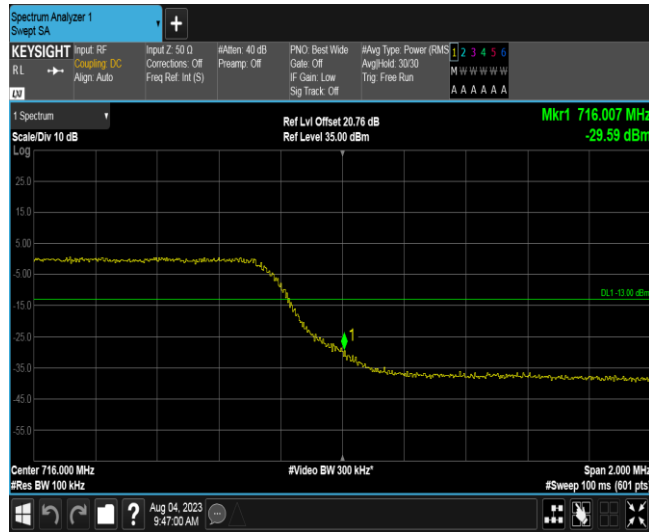 Spectrum Analyzer 1
Swept SA
+
KEYSIGHT
RL
LXI
Input: RF
Coupling: DC
Align: Auto
Input Z: 50 Ω
Corrections: Off
Freq Ref: Int (S)
#Atten: 40 dB
Preamp: Off
PNO: Best Wide
Gate: Off
IF Gain: Low
Sig Track: Off
#Avg Type: Power (RMS
Avg|Hold: 30/30
Trig: Free Run
1 2 3 4 5 6
M W W W W W
A A A A A A
1 Spectrum
Scale/Div 10 dB
Log
Ref Lvl Offset 20.76 dB
Ref Level 35.00 dBm
Mkr1 716.007 MHz
-29.59 dBm
25.0
15.0
5.00
-5.00
-15.0
-25.0
-35.0
-45.0
-55.0
DL1 -13.00 dBm
1
Center 716.000 MHz
#Res BW 100 kHz
#Video BW 300 kHz*
Span 2.000 MHz
#Sweep 100 ms (601 pts)
?
Aug 04, 2023
9:47:00 AM